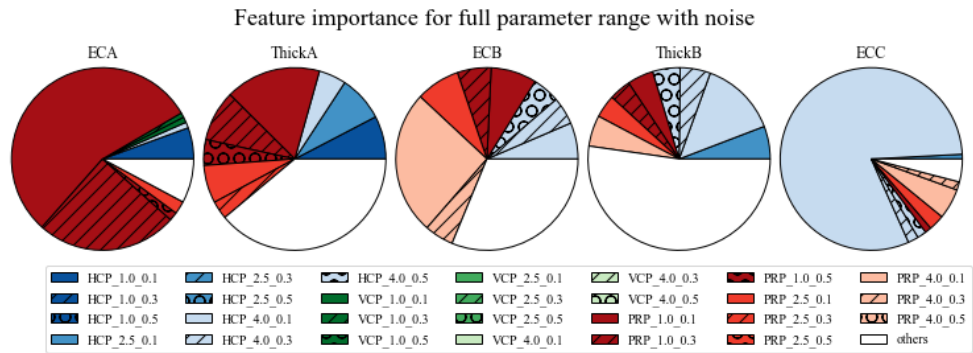 Feature importance for full parameter range with noise
ECA ThickA ECB ThickB ECC
HCP_1.0_0.1 HCP_2.5_0.3 HCP_4.0_0.5 VCP_2.5_0.1 VCP_4.0_0.3 PRP_1.0_0.5 PRP_4.0_0.1
HCP_1.0_0.3 HCP_2.5_0.5 VCP_1.0_0.1 VCP_2.5_0.3 VCP_4.0_0.5 PRP_2.5_0.1 PRP_4.0_0.3
HCP_1.0_0.5 HCP_4.0_0.1 VCP_1.0_0.3 VCP_2.5_0.5 PRP_1.0_0.1 PRP_2.5_0.3 PRP_4.0_0.5
HCP_2.5_0.1 HCP_4.0_0.3 VCP_1.0_0.5 VCP_4.0_0.1 PRP_1.0_0.3 PRP_2.5_0.5 others